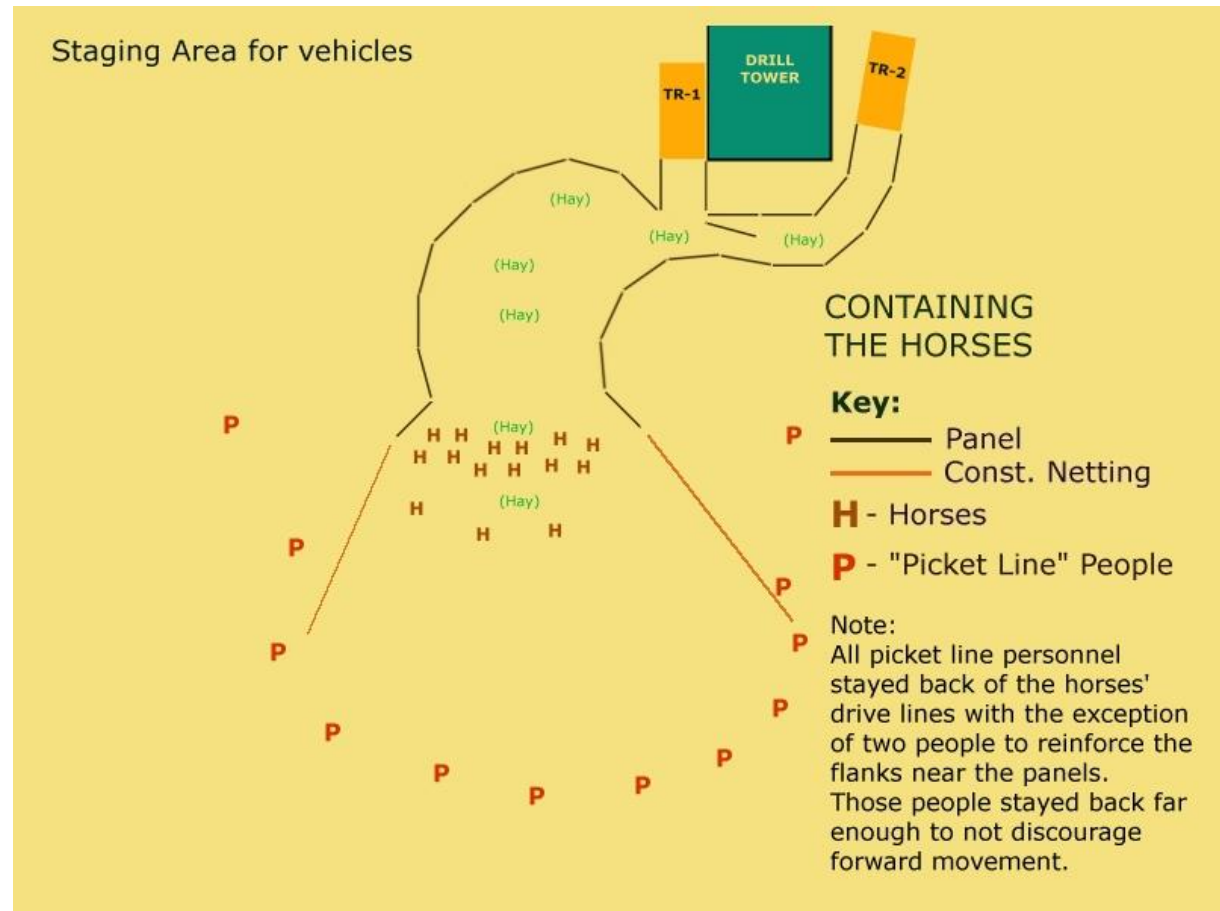 Staging Area for vehicles
DRILL
TOWER
TR-1
TR-2
(Hay)
(Hay)
(Hay)
(Hay)
(Hay)
(Hay)
(Hay)
H H H H H H
H H H H H H
H H H
P
P
P
P
P
P
P
P
P
P
P
P
CONTAINING
THE HORSES
Key:
Panel
Const. Netting
H - Horses
P - "Picket Line" People
Note:
All picket line personnel
stayed back of the horses'
drive lines with the exception
of two people to reinforce the
flanks near the panels.
Those people stayed back far
enough to not discourage
forward movement.